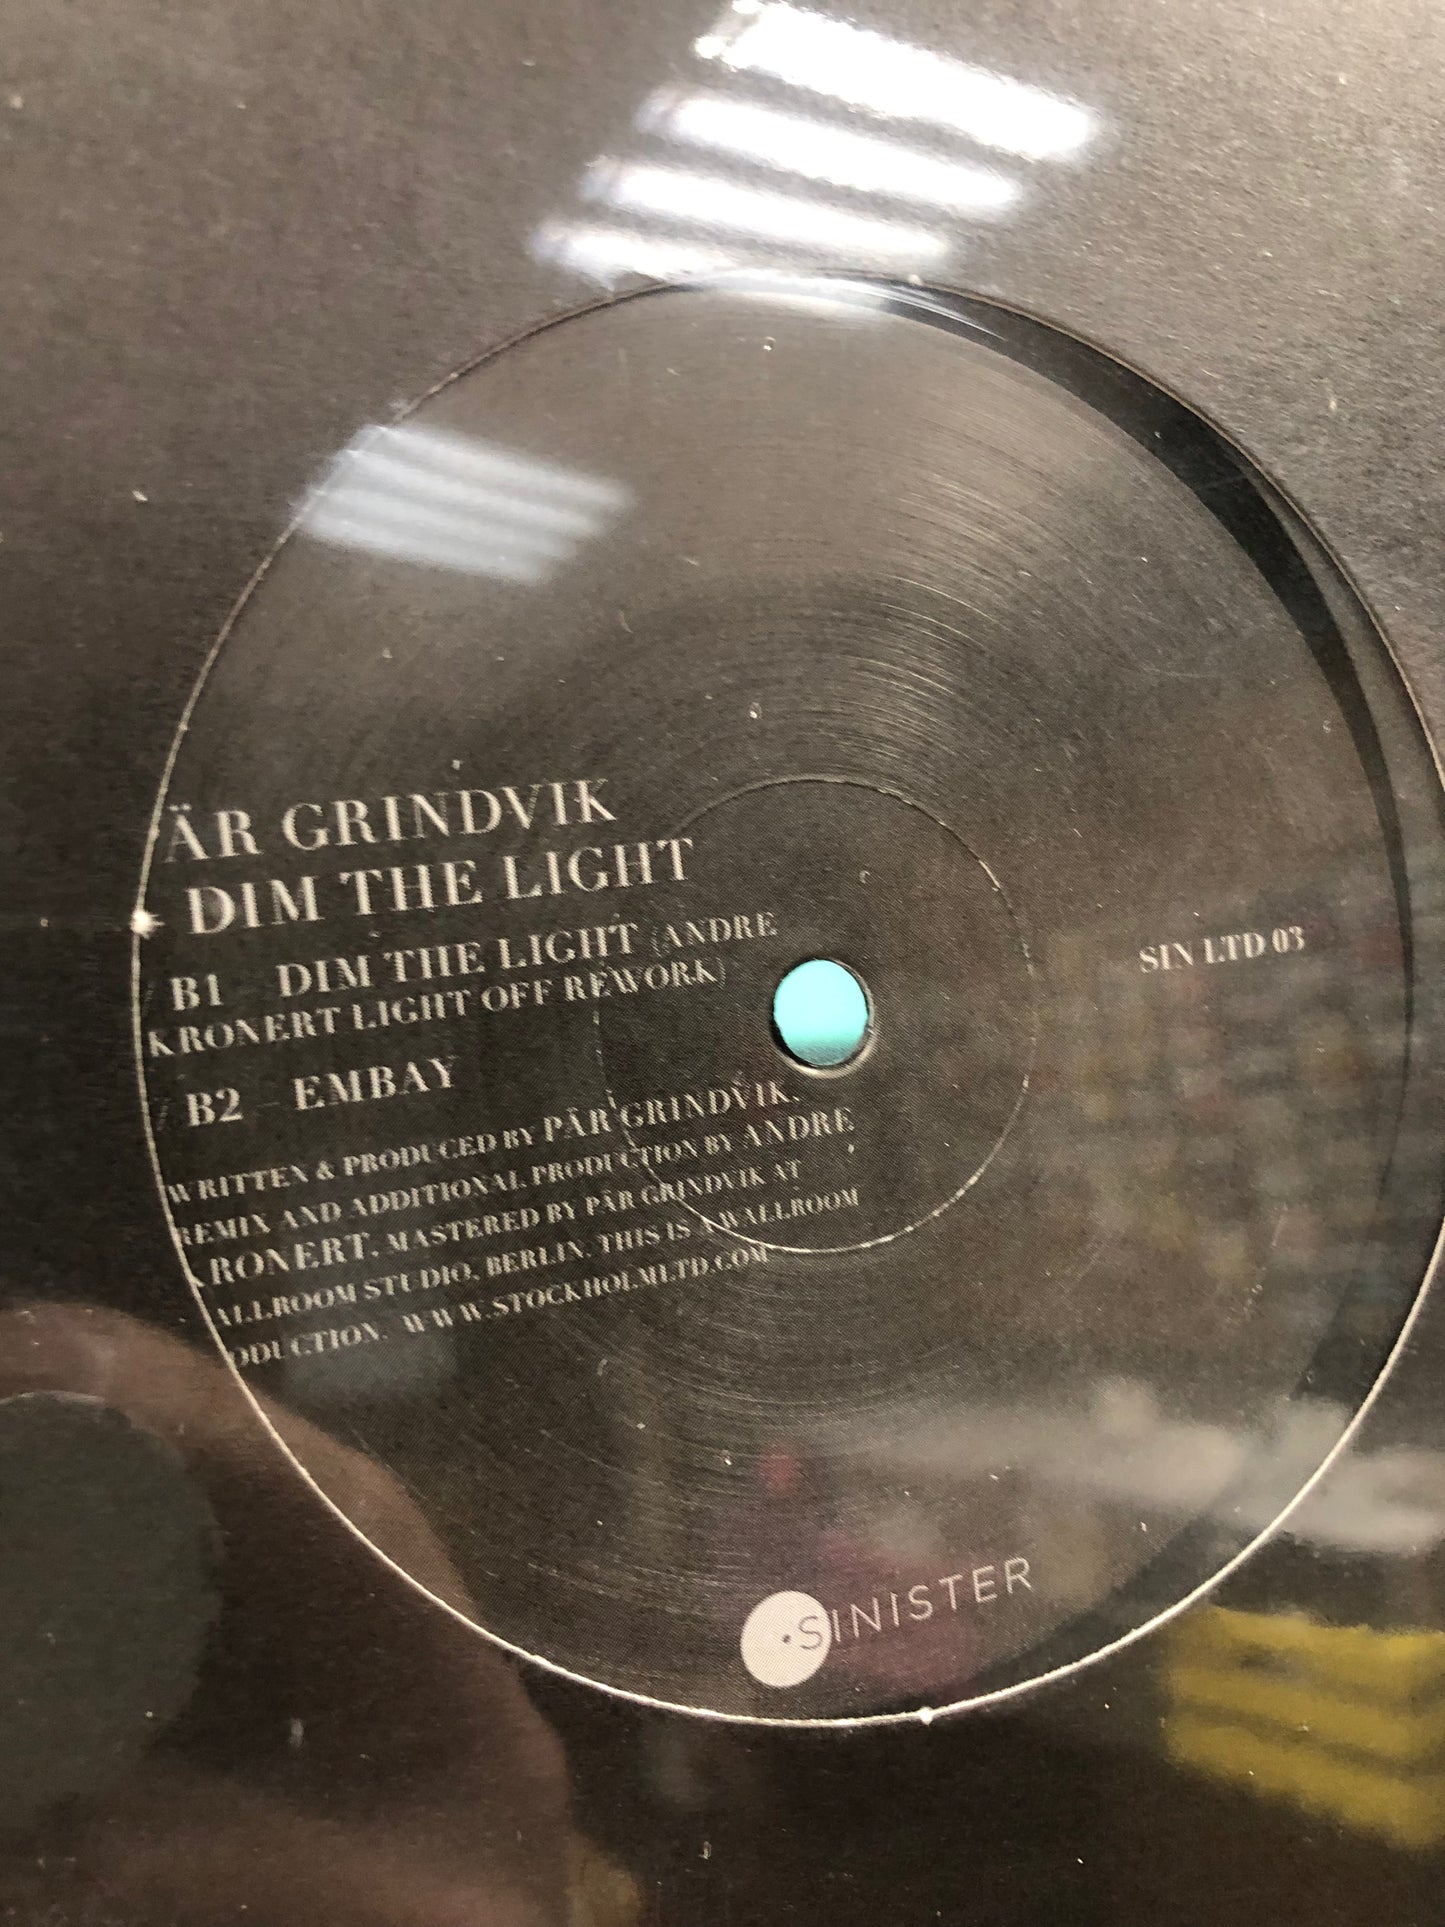 ÄR GRINDVIK
DIM THE LIGHT
B1 DIM THE LIGHT (ANDRE
KRONERT LIGHT OFF REWORK)
B2 EMBAY
WRITTEN & PRODUCED BY PÄR GRINDVIK.
REMIX AND ADDITIONAL PRODUCTION BY ANDRE
KRONERT. MASTERED BY PÄR GRINDVIK AT
ALLROOM STUDIO, BERLIN. THIS IS A WALLROOM
ODUCTION. WWW.STOCKHOLMLTD.COM
SIN LTD 03
SINISTER